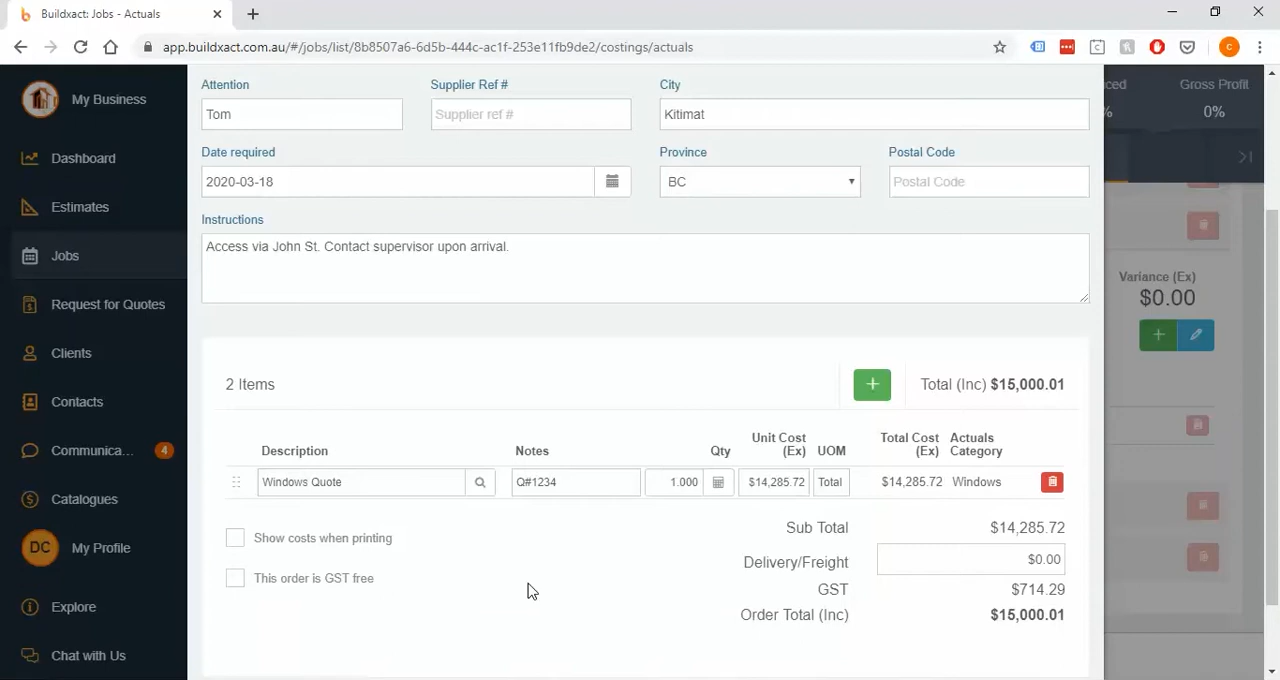 Buildxact: Jobs - Actuals
app.buildxact.com.au/#/jobs/list/8b8507a6-6d5b-444c-ac1f-253e11fb9de2/costings/actuals
C
My Business
Dashboard
Estimates
Jobs
Request for Quotes
Clients
Contacts
Communica... 4
Catalogues
DC My Profile
Explore
Chat with Us
Attention Supplier Ref # City
Tom Supplier ref # Kitimat
Date required Province Postal Code
2020-03-18 BC Postal Code
Instructions
Access via John St. Contact supervisor upon arrival.
2 Items + Total (Inc) $15,000.01
Description Notes Qty Unit Cost (Ex) UOM Total Cost (Ex) Actuals Category
Windows Quote Q#1234 1.000 $14,285.72 Total $14,285.72 Windows
Show costs when printing
This order is GST free
Sub Total $14,285.72
Delivery/Freight $0.00
GST $714.29
Order Total (Inc) $15,000.01
Gross Profit
% 0%
Variance (Ex)
$0.00